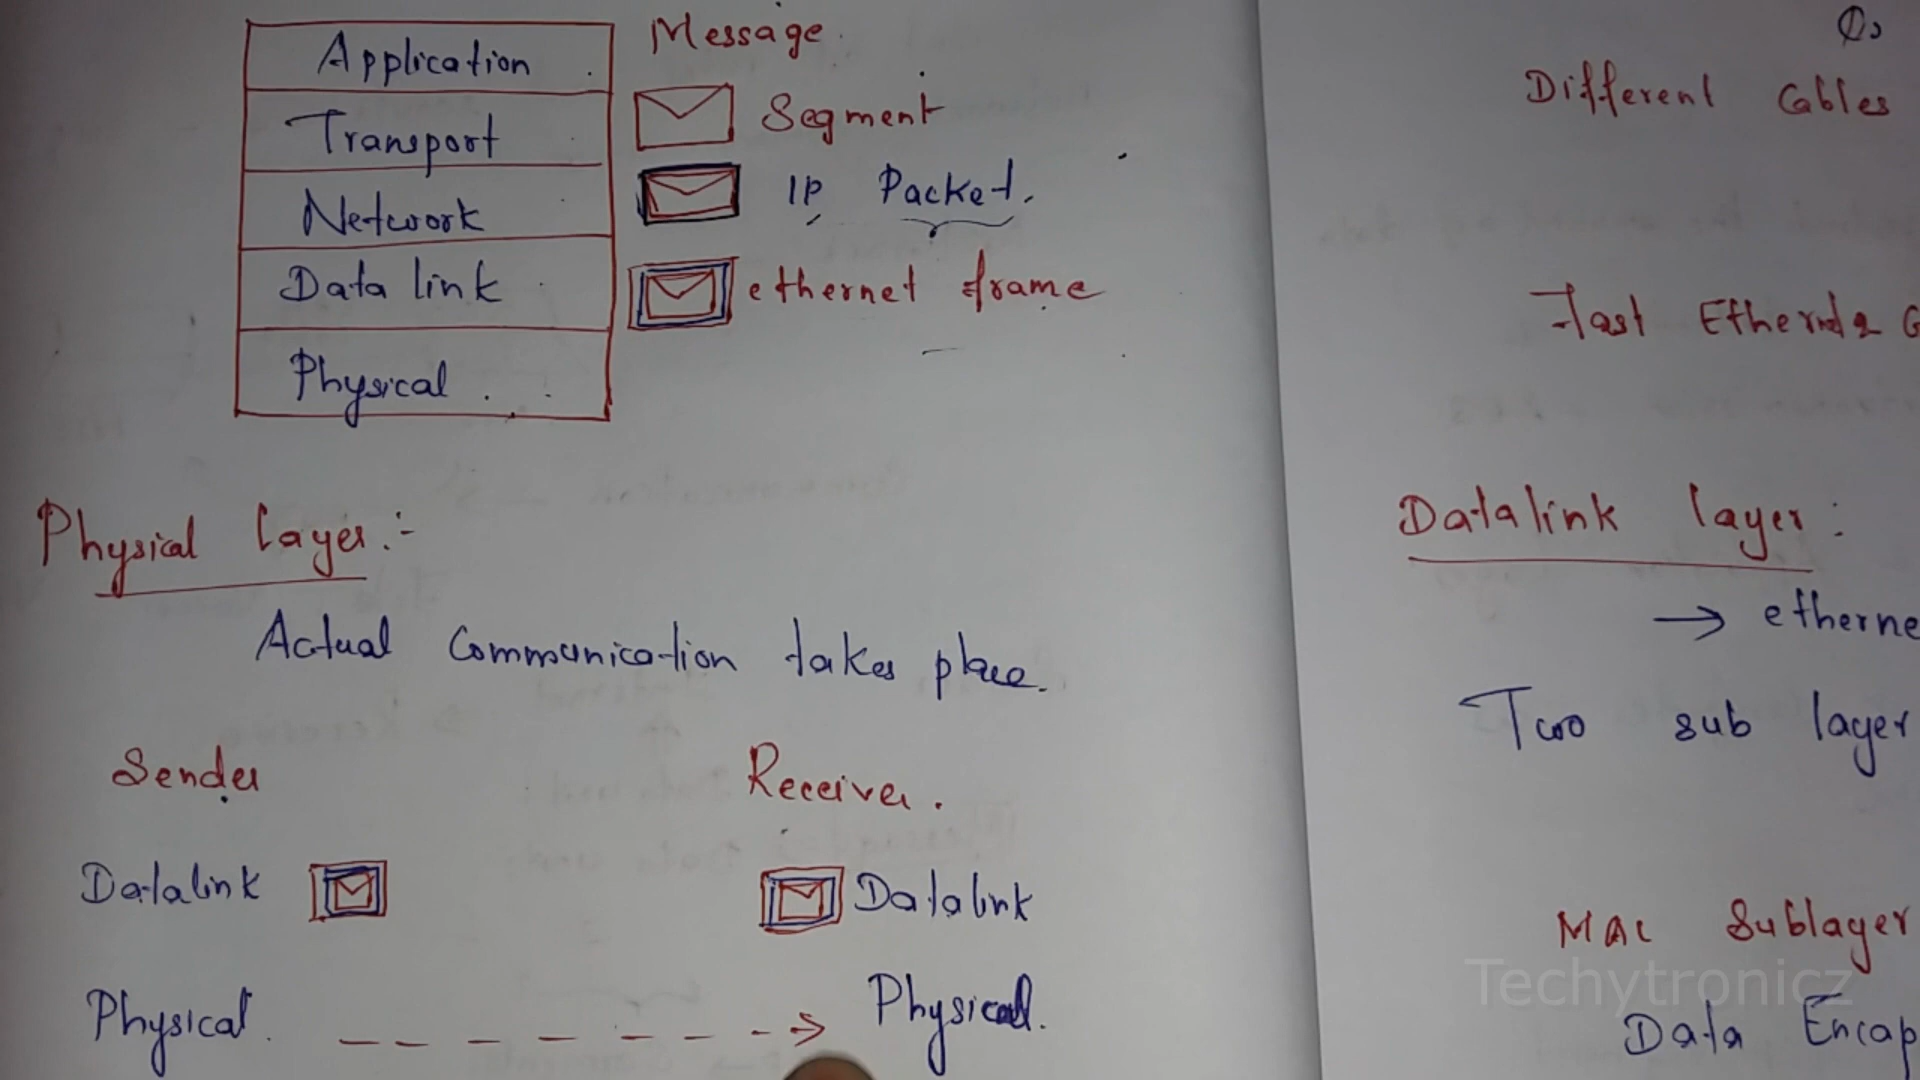 Application
Message
Transport
Segment
Network
IP Packet.
Data link
ethernet frame
Physical.
Physical Layer:-
Actual Communication takes place.
Sender
Receiver.
Datalink
Datalink
Physical.
Physical.
Different Cables
Fast Ethernet & G
Datalink layer:
→ etherne
Two sub layer
MAC Sublayer
Data Encap
Techytronicz